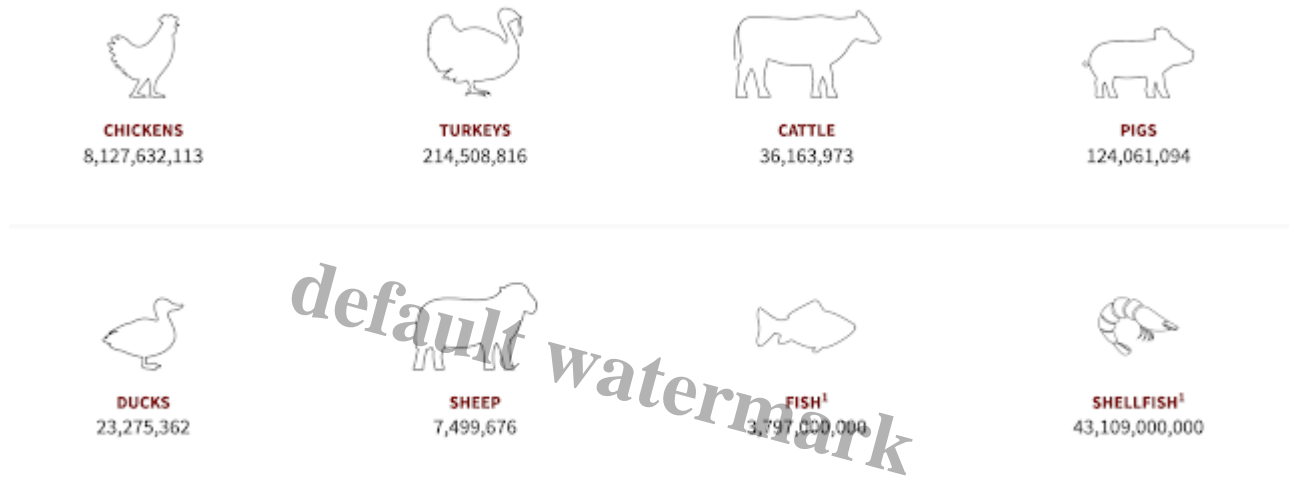 CHICKENS
8,127,632,113
TURKEYS
214,508,816
CATTLE
36,163,973
PIGS
124,061,094
DUCKS
23,275,362
SHEEP
7,499,676
FISH¹
3,797,000,000
SHELLFISH¹
43,109,000,000
default watermark